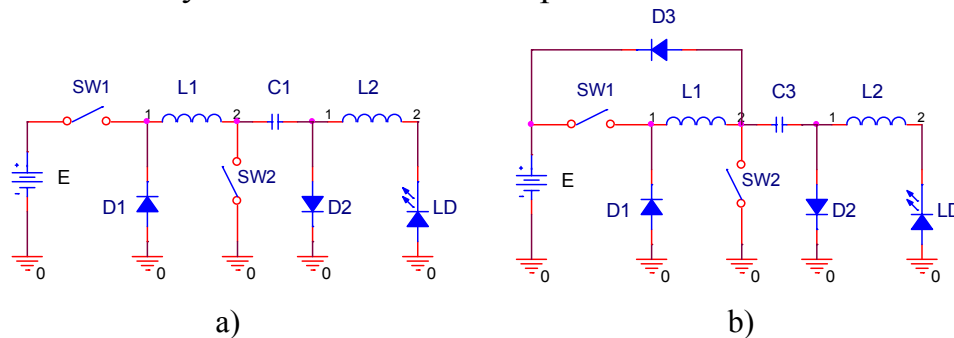 D3
SW1 L1 C1 L2
1 2 1 2
SW2
+ - E
D1 D2 LD
0 0 0 0 0
a)
SW1 L1 C3 L2
1 2 1 2
SW2
+ - E
D1 D2 LD
0 0 0 0 0
b)